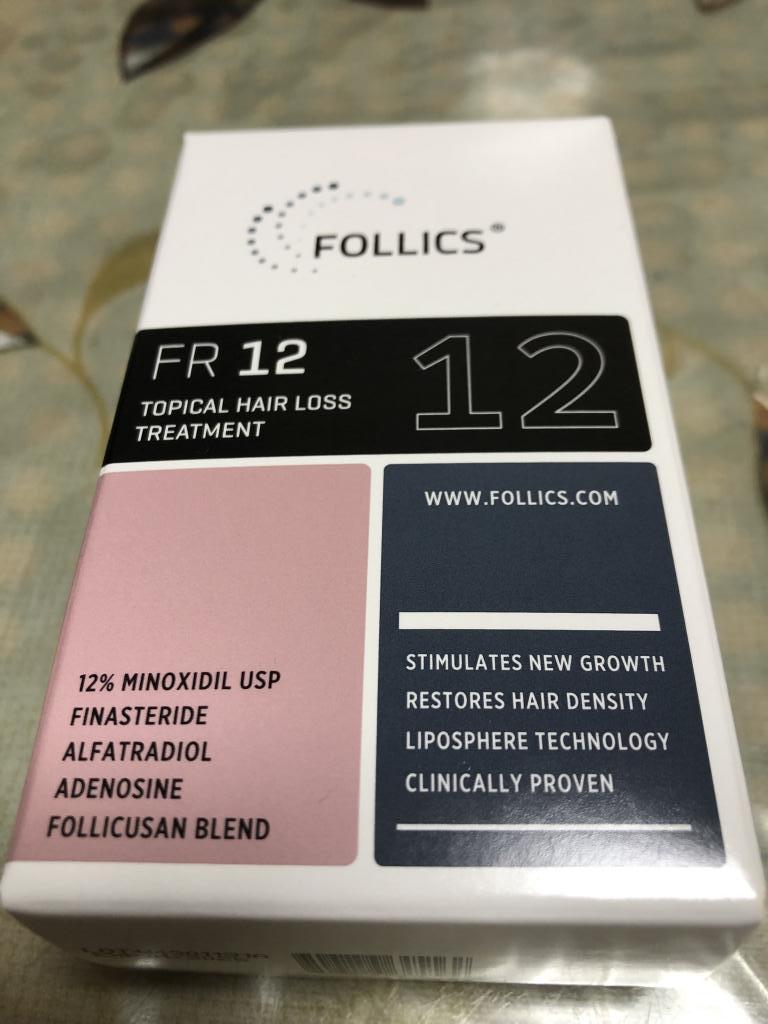 FOLLICS®
FR 12
12
TOPICAL HAIR LOSS
TREATMENT
12% MINOXIDIL USP
FINASTERIDE
ALFATRADIOL
ADENOSINE
FOLLICUSAN BLEND
WWW.FOLLICS.COM
STIMULATES NEW GROWTH
RESTORES HAIR DENSITY
LIPOSPHERE TECHNOLOGY
CLINICALLY PROVEN